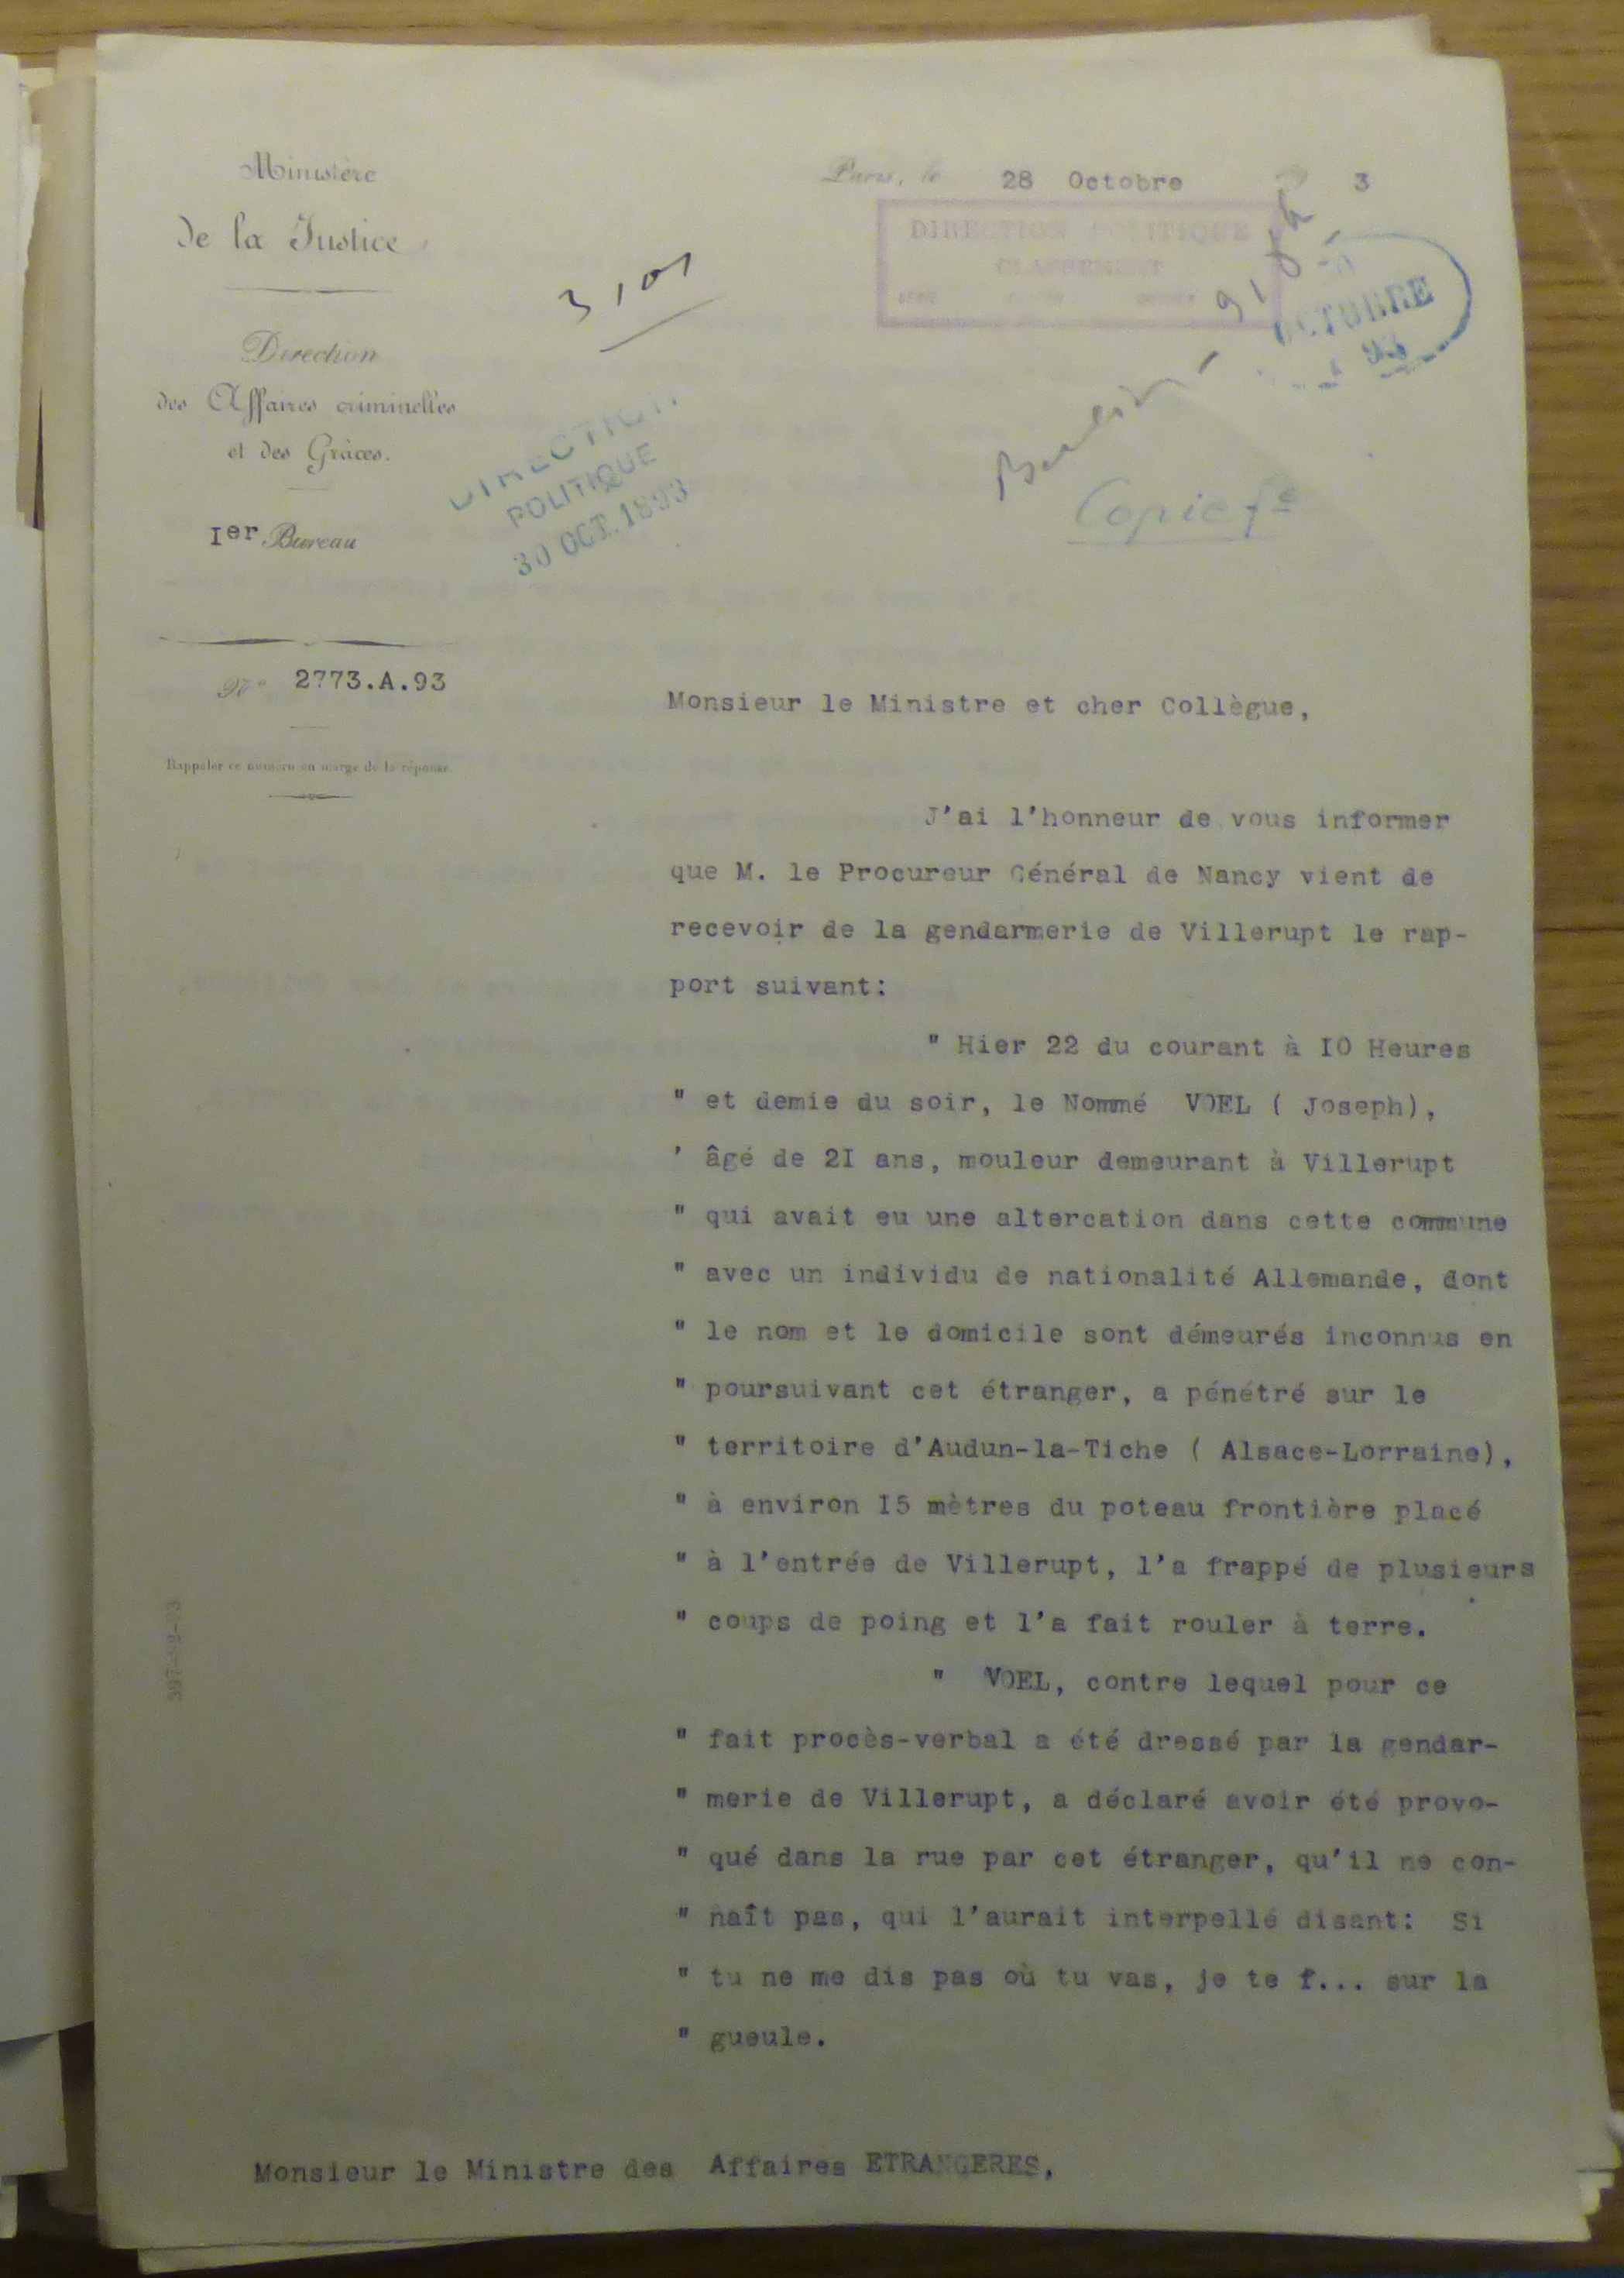 Ministère
de la Justice
Direction
des Affaires criminelles
et des Grâces.
Ier Bureau
No 2773.A.93
Rappeler ce numéro en marge de la réponse.
Paris, le 28 Octobre 3
DIRECTION POLITIQUE
CLASSEMENT
OCTOBRE
93
DIRECTION
POLITIQUE
30 OCT. 1893
Copie
Monsieur le Ministre et cher Collègue,
J'ai l'honneur de vous informer
que M. le Procureur Général de Nancy vient de
recevoir de la gendarmerie de Villerupt le rap-
port suivant:
" Hier 22 du courant à IO Heures
" et demie du soir, le Nommé VOEL ( Joseph),
' âgé de 2I ans, mouleur demeurant à Villerupt
" qui avait eu une altercation dans cette commune
" avec un individu de nationalité Allemande, dont
" le nom et le domicile sont démeurés inconnus en
" poursuivant cet étranger, a pénétré sur le
" territoire d'Audun-la-Tiche ( Alsace-Lorraine),
" à environ I5 mètres du poteau frontière placé
" à l'entrée de Villerupt, l'a frappé de plusieurs
" coups de poing et l'a fait rouler à terre.
" VOEL, contre lequel pour ce
" fait procès-verbal a été dressé par la gendar-
" merie de Villerupt, a déclaré avoir été provo-
" qué dans la rue par cet étranger, qu'il ne con-
" naît pas, qui l'aurait interpellé disant: Si
" tu ne me dis pas où tu vas, je te f... sur la
" gueule.
Monsieur le Ministre des Affaires ETRANGERES.